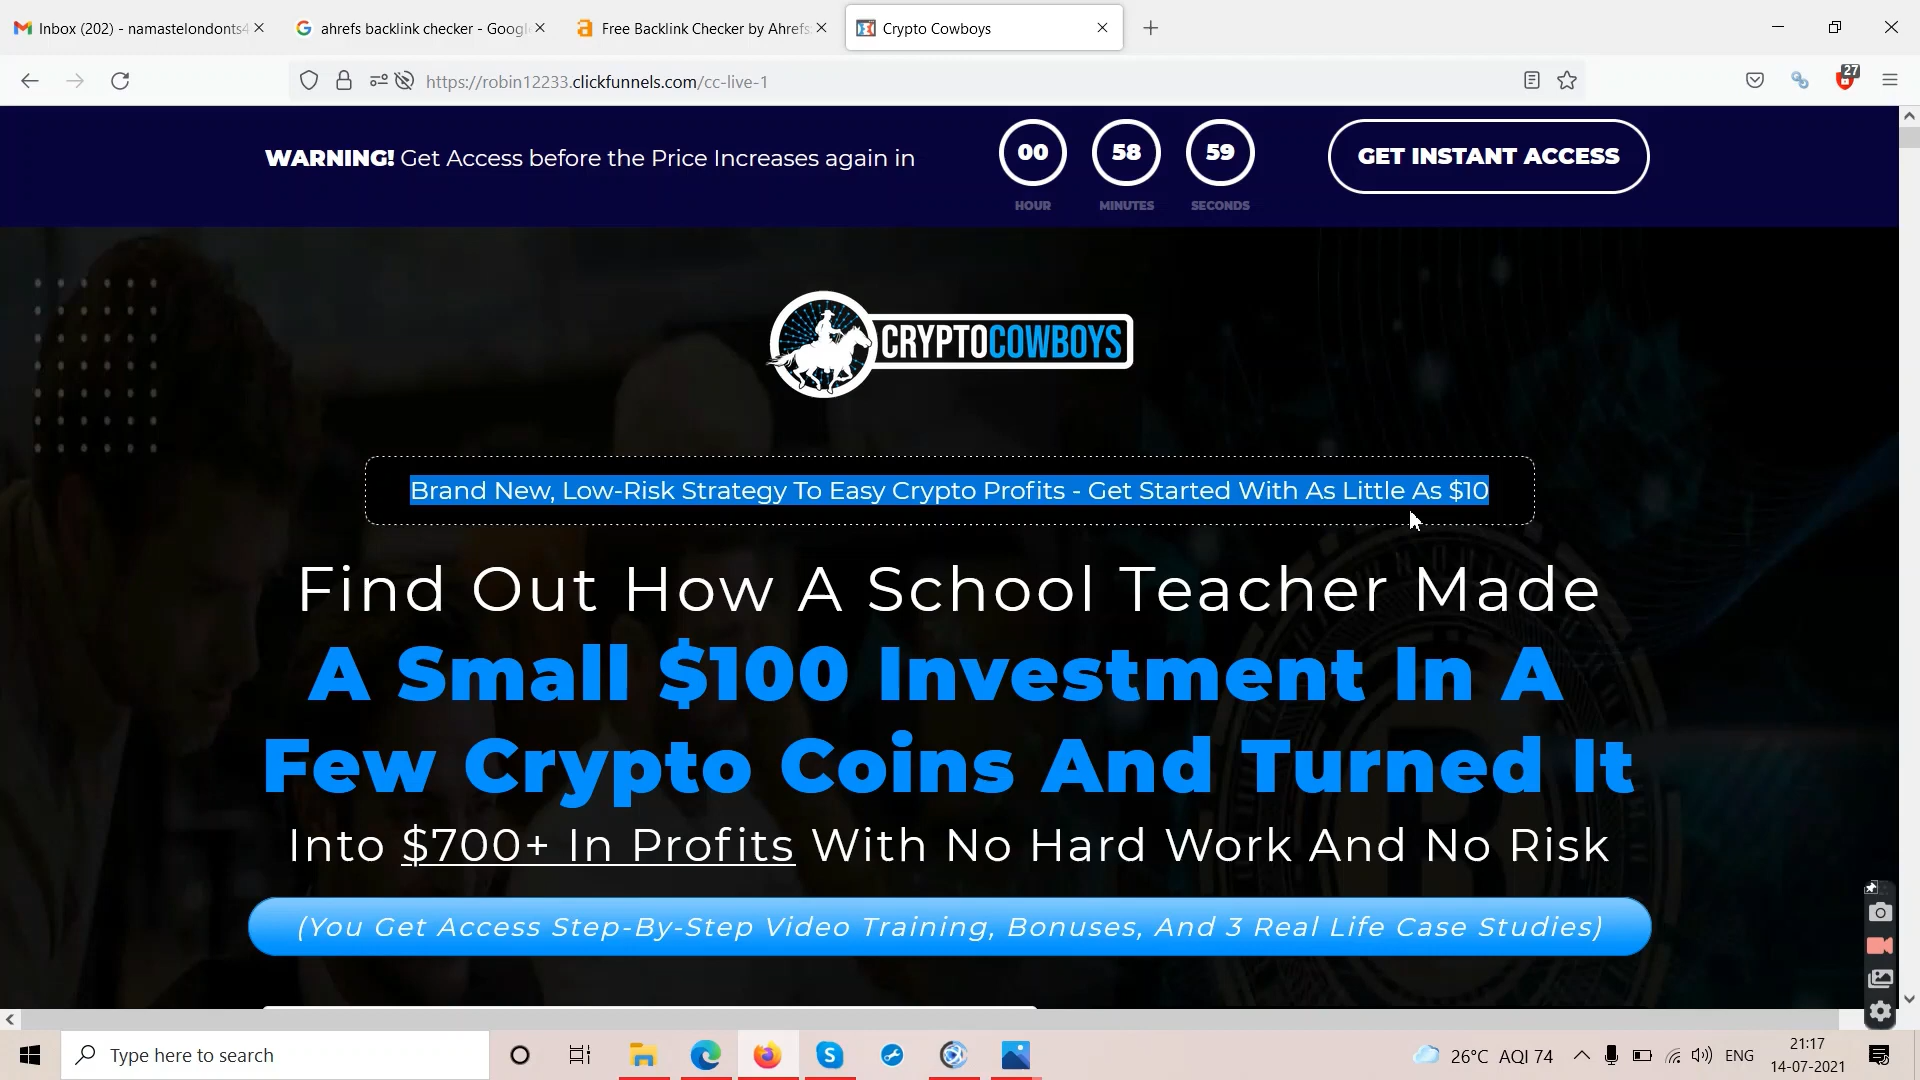 Inbox (202) - namastelondonts4
ahrefs backlink checker - Google
Free Backlink Checker by Ahrefs:
Crypto Cowboys
https://robin12233.clickfunnels.com/cc-live-1
27
WARNING! Get Access before the Price Increases again in
00
58
59
HOUR
MINUTES
SECONDS
GET INSTANT ACCESS
CRYPTOCOWBOYS
Brand New, Low-Risk Strategy To Easy Crypto Profits - Get Started With As Little As $10
Find Out How A School Teacher Made
A Small $100 Investment In A
Few Crypto Coins And Turned It
Into $700+ In Profits With No Hard Work And No Risk
(You Get Access Step-By-Step Video Training, Bonuses, And 3 Real Life Case Studies)
Type here to search
26°C AQI 74
ENG
21:17
14-07-2021